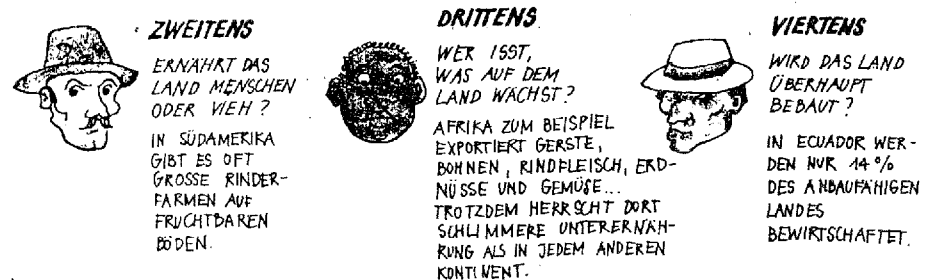 ZWEITENS
ERNÄHRT DAS
LAND MENSCHEN
ODER VIEH?
IN SÜDAMERIKA
GIBT ES OFT
GROSSE RINDER-
FARMEN AUF
FRUCHTBAREN
BÖDEN.
DRITTENS
WER ISST,
WAS AUF DEM
LAND WÄCHST?
AFRIKA ZUM BEISPIEL
EXPORTIERT GERSTE,
BOHNEN, RINDFLEISCH, ERD-
NÜSSE UND GEMÜSE...
TROTZDEM HERRSCHT DORT
SCHLIMMERE UNTERERNÄH-
RUNG ALS IN JEDEM ANDEREN
KONTINENT.
VIERTENS
WIRD DAS LAND
ÜBERHAUPT
BEBAUT?
IN ECUADOR WER-
DEN NUR 14%
DES ANBAUFÄHIGEN
LANDES
BEWIRTSCHAFTET.